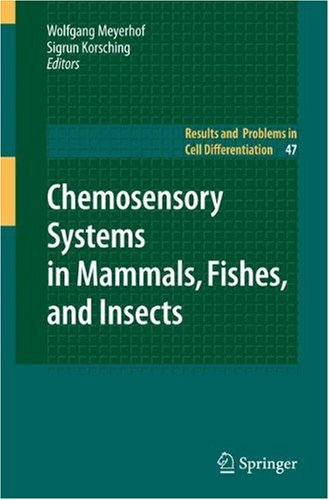 Wolfgang Meyerhof
Sigrun Korsching
Editors
Results and Problems in
Cell Differentiation 47
Chemosensory
Systems
in Mammals, Fishes,
and Insects
Springer